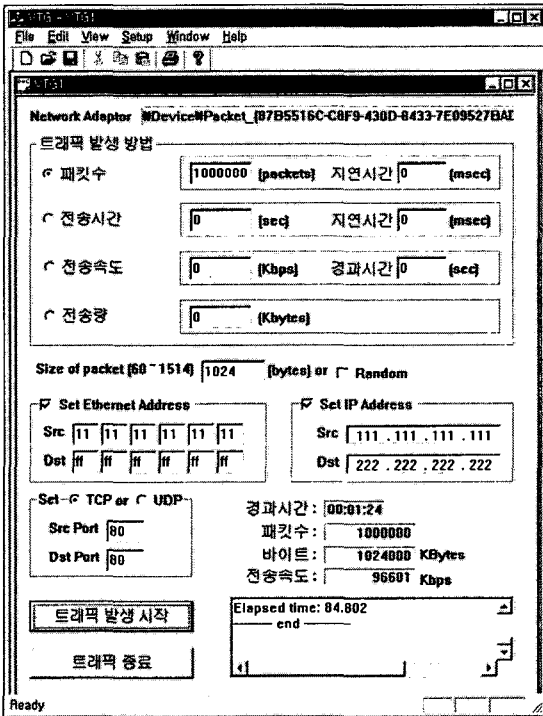 VTG - VTG1
File Edit View Setup Window Help
VTG1
Network Adaptor ₩Device₩Packet_{87B5516C-C8F9-438D-8433-7E09527BAD
트래픽 발생 방법
패킷수 1000000 (packets) 지연시간 0 (msec)
전송시간 0 (sec) 지연시간 0 (msec)
전송속도 0 (Kbps) 경과시간 0 (sec)
전송량 0 (Kbytes)
Size of packet (60~1514) 1024 (bytes) or Random
Set Ethernet Address
Src 11 11 11 11 11 11
Dst ff ff ff ff ff ff
Set IP Address
Src 111 . 111 . 111 . 111
Dst 222 . 222 . 222 . 222
Set TCP or UDP
Src Port 80
Dst Port 80
경과시간 : 00:01:24
패킷수 : 1000000
바이트 : 1024000 KBytes
전송속도 : 96601 Kbps
트래픽 발생 시작
트래픽 종료
Elapsed time: 84.802
------ end ------
Ready